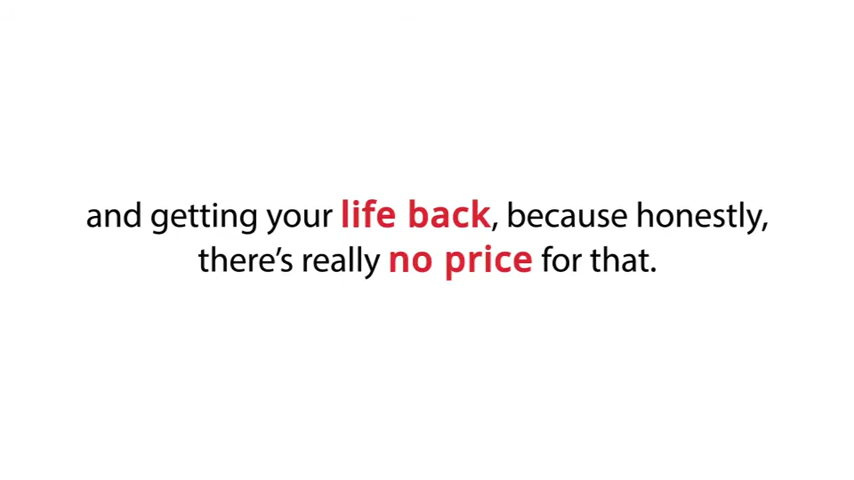 and getting your life back, because honestly,
there’s really no price for that.